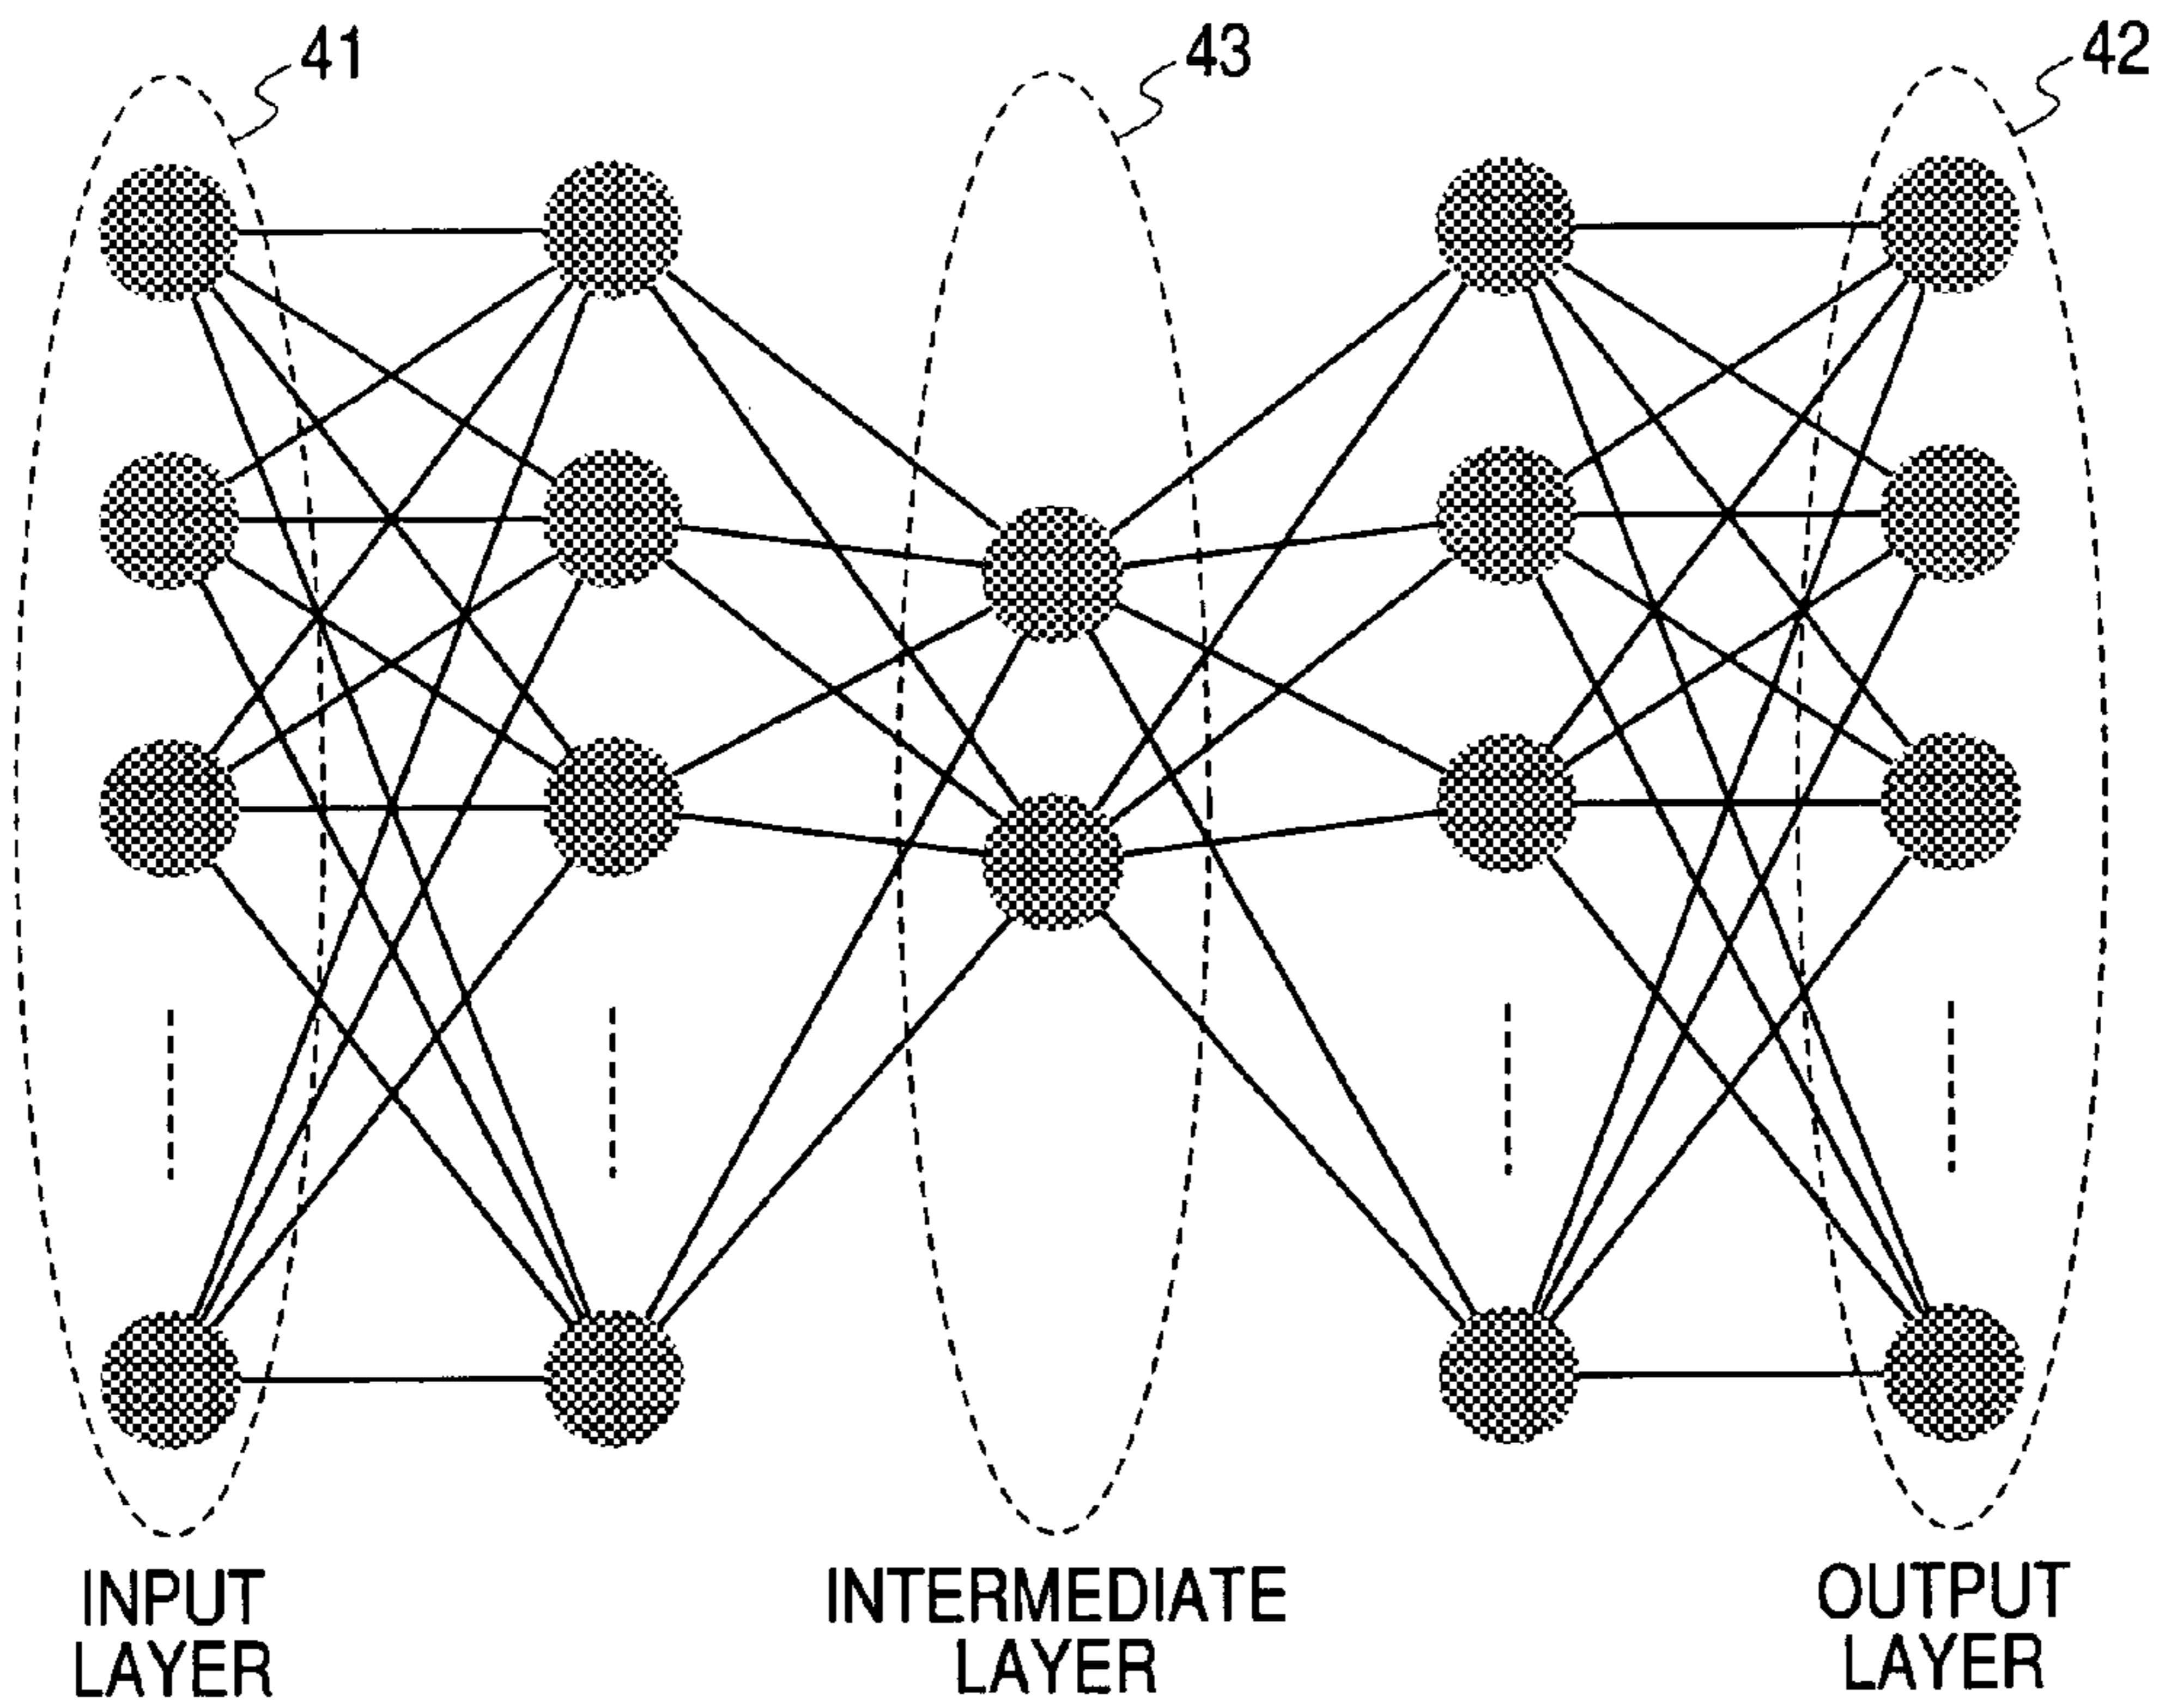 41
43
42
INPUT
LAYER
INTERMEDIATE
LAYER
OUTPUT
LAYER